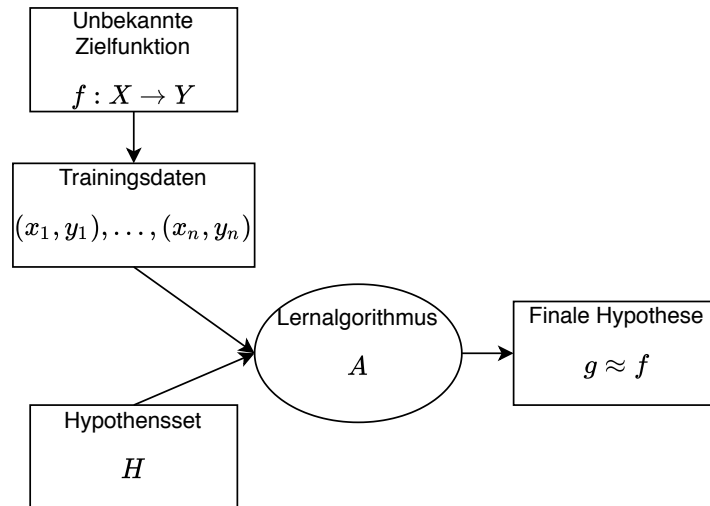 Unbekannte
Zielfunktion
f : X → Y
Trainingsdaten
(x₁, y₁), . . . , (xₙ, yₙ)
Lernalgorithmus
A
Finale Hypothese
g ≈ f
Hypothensset
H